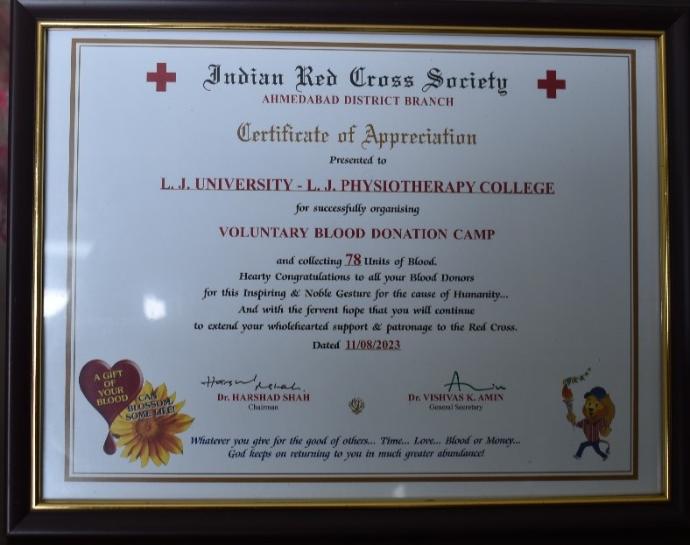 Indian Red Cross Society
AHMEDABAD DISTRICT BRANCH
Certificate of Appreciation
Presented to
L. J. UNIVERSITY - L. J. PHYSIOTHERAPY COLLEGE
for successfully organising
VOLUNTARY BLOOD DONATION CAMP
and collecting 78 Units of Blood.
Hearty Congratulations to all your Blood Donors
for this Inspiring & Noble Gesture for the cause of Humanity...
And with the fervent hope that you will continue
to extend your wholehearted support & patronage to the Red Cross.
Dated 11/08/2023
A GIFT
OF
YOUR
BLOOD
CAN
BLOSSOM
SOME LIFE!
Harshad Shah
Dr. HARSHAD SHAH
Chairman
Dr. VISHVAS K. AMIN
General Secretary
Whatever you give for the good of others... Time... Love... Blood or Money...
God keeps on returning to you in much greater abundance!